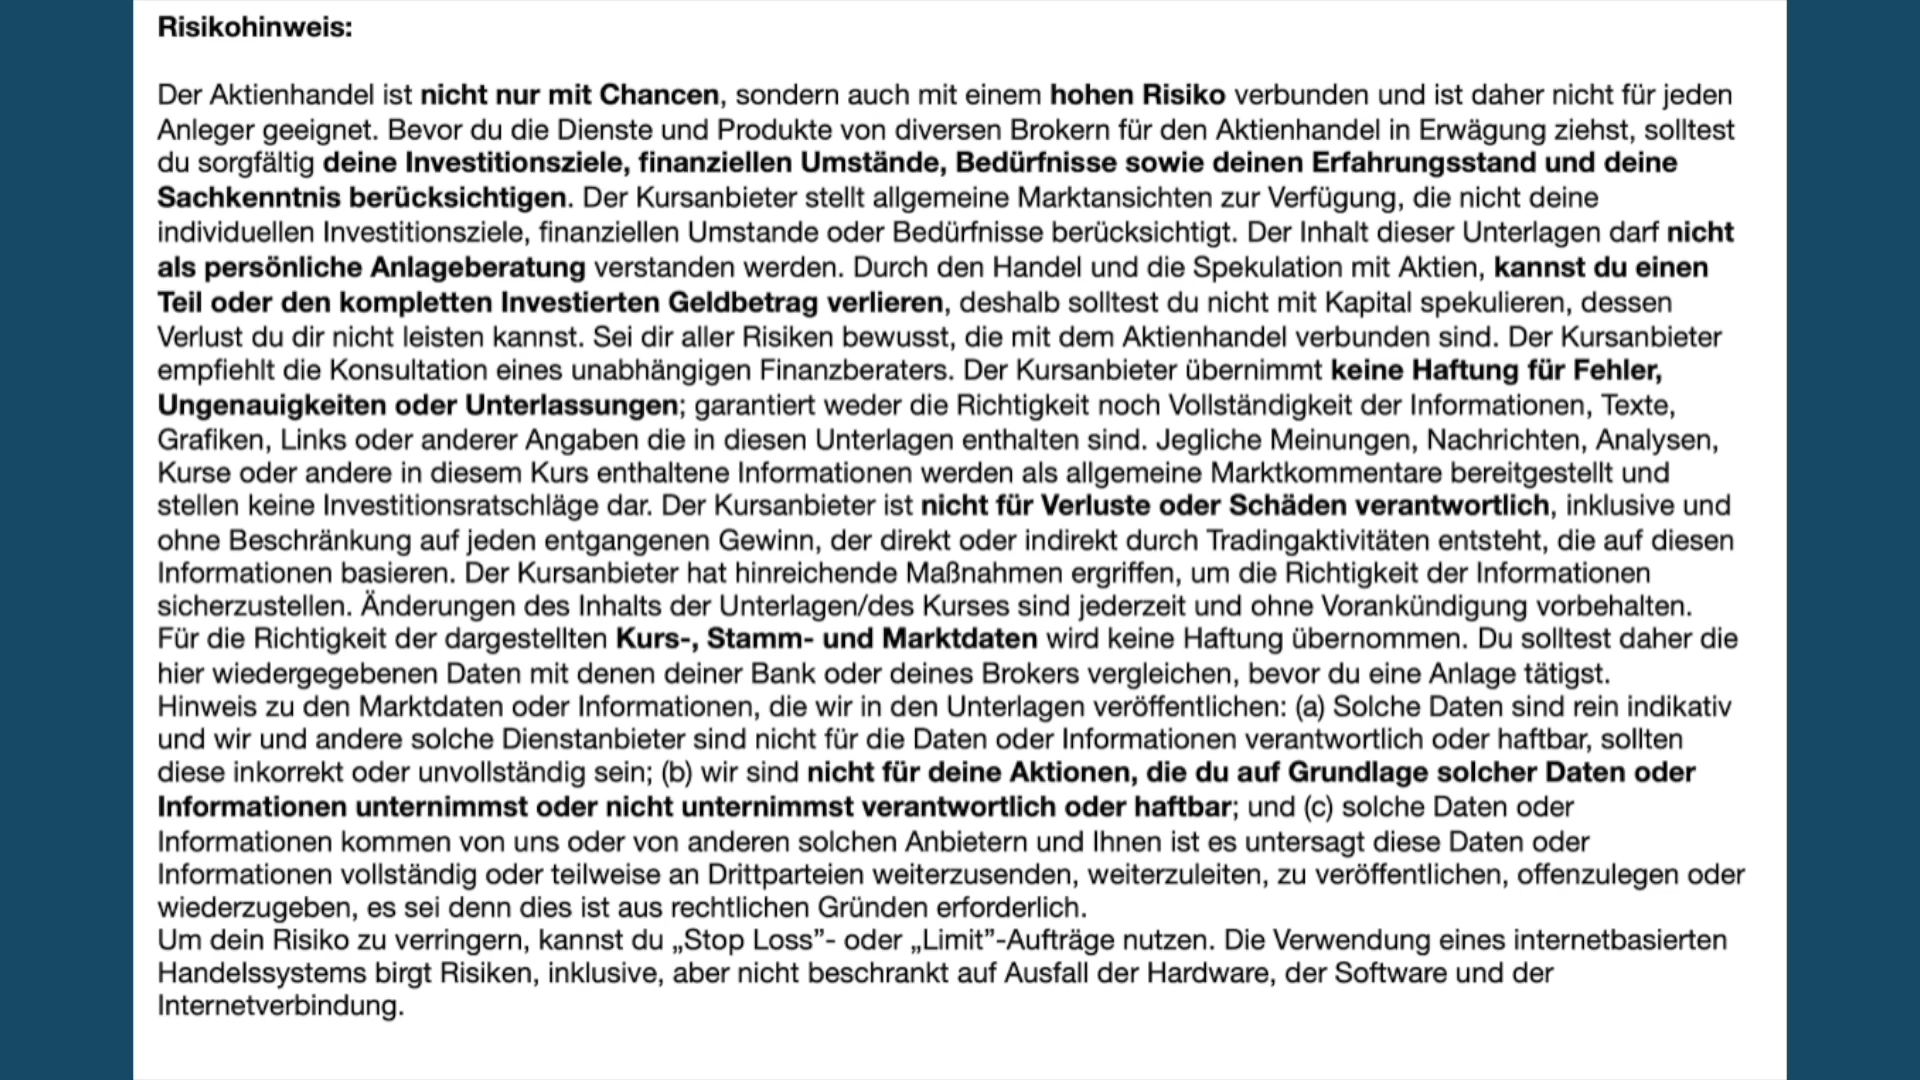 Risikohinweis:
Der Aktienhandel ist nicht nur mit Chancen, sondern auch mit einem hohen Risiko verbunden und ist daher nicht für jeden
Anleger geeignet. Bevor du die Dienste und Produkte von diversen Brokern für den Aktienhandel in Erwägung ziehst, solltest
du sorgfältig deine Investitionsziele, finanziellen Umstände, Bedürfnisse sowie deinen Erfahrungsstand und deine
Sachkenntnis berücksichtigen. Der Kursanbieter stellt allgemeine Marktansichten zur Verfügung, die nicht deine
individuellen Investitionsziele, finanziellen Umstande oder Bedürfnisse berücksichtigt. Der Inhalt dieser Unterlagen darf nicht
als persönliche Anlageberatung verstanden werden. Durch den Handel und die Spekulation mit Aktien, kannst du einen
Teil oder den kompletten Investierten Geldbetrag verlieren, deshalb solltest du nicht mit Kapital spekulieren, dessen
Verlust du dir nicht leisten kannst. Sei dir aller Risiken bewusst, die mit dem Aktienhandel verbunden sind. Der Kursanbieter
empfiehlt die Konsultation eines unabhängigen Finanzberaters. Der Kursanbieter übernimmt keine Haftung für Fehler,
Ungenauigkeiten oder Unterlassungen; garantiert weder die Richtigkeit noch Vollständigkeit der Informationen, Texte,
Grafiken, Links oder anderer Angaben die in diesen Unterlagen enthalten sind. Jegliche Meinungen, Nachrichten, Analysen,
Kurse oder andere in diesem Kurs enthaltene Informationen werden als allgemeine Marktkommentare bereitgestellt und
stellen keine Investitionsratschläge dar. Der Kursanbieter ist nicht für Verluste oder Schäden verantwortlich, inklusive und
ohne Beschränkung auf jeden entgangenen Gewinn, der direkt oder indirekt durch Tradingaktivitäten entsteht, die auf diesen
Informationen basieren. Der Kursanbieter hat hinreichende Maßnahmen ergriffen, um die Richtigkeit der Informationen
sicherzustellen. Änderungen des Inhalts der Unterlagen/des Kurses sind jederzeit und ohne Vorankündigung vorbehalten.
Für die Richtigkeit der dargestellten Kurs-, Stamm- und Marktdaten wird keine Haftung übernommen. Du solltest daher die
hier wiedergegebenen Daten mit denen deiner Bank oder deines Brokers vergleichen, bevor du eine Anlage tätigst.
Hinweis zu den Marktdaten oder Informationen, die wir in den Unterlagen veröffentlichen: (a) Solche Daten sind rein indikativ
und wir und andere solche Dienstanbieter sind nicht für die Daten oder Informationen verantwortlich oder haftbar, sollten
diese inkorrekt oder unvollständig sein; (b) wir sind nicht für deine Aktionen, die du auf Grundlage solcher Daten oder
Informationen unternimmst oder nicht unternimmst verantwortlich oder haftbar; und (c) solche Daten oder
Informationen kommen von uns oder von anderen solchen Anbietern und Ihnen ist es untersagt diese Daten oder
Informationen vollständig oder teilweise an Drittparteien weiterzusenden, weiterzuleiten, zu veröffentlichen, offenzulegen oder
wiederzugeben, es sei denn dies ist aus rechtlichen Gründen erforderlich.
Um dein Risiko zu verringern, kannst du „Stop Loss”- oder „Limit”-Aufträge nutzen. Die Verwendung eines internetbasierten
Handelssystems birgt Risiken, inklusive, aber nicht beschrankt auf Ausfall der Hardware, der Software und der
Internetverbindung.